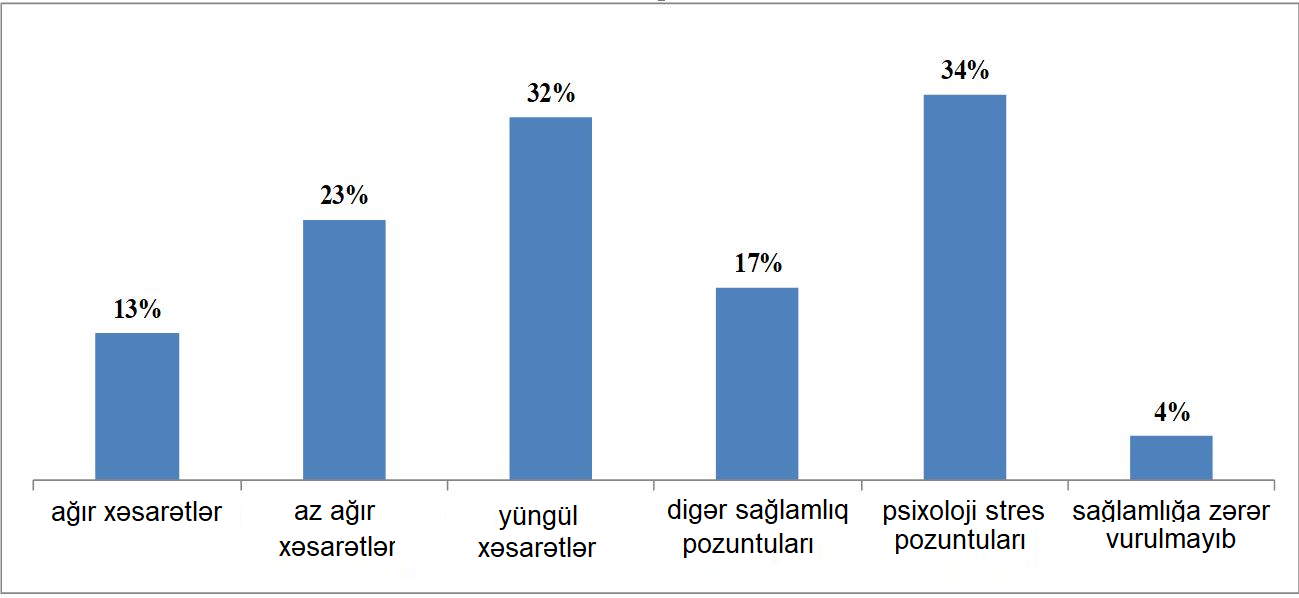 34%
32%
23%
17%
13%
4%
ağır xəsarətlər
az ağır
xəsarətlər
yüngül
xəsarətlər
digər sağlamlıq
pozuntuları
psixoloji stres
pozuntuları
sağlamlığa zərər
vurulmayıb